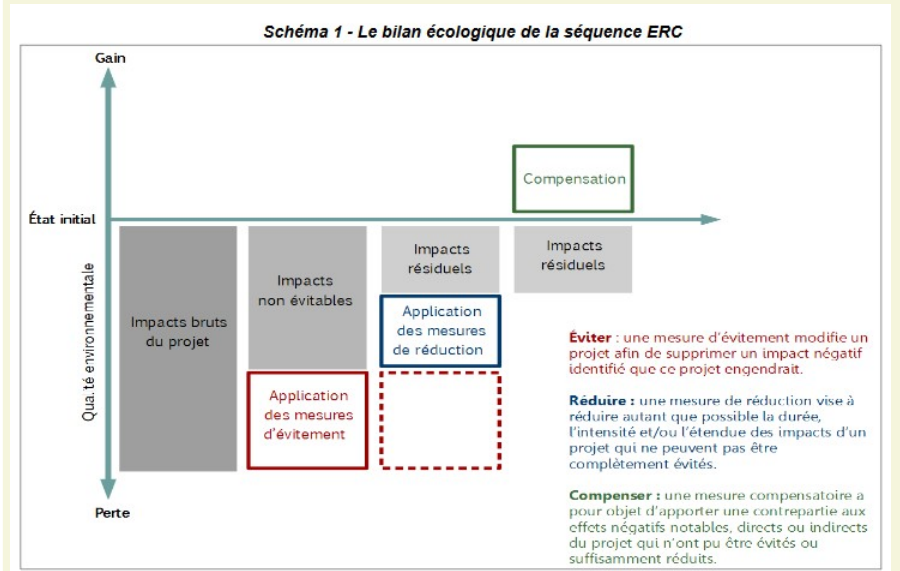 Schéma 1 - Le bilan écologique de la séquence ERC
Gain
Compensation
État initial
Qua.té environnementale
Impacts bruts
du projet
Impacts
non évitables
Application
des mesures
d'évitement
Impacts
résiduels
Application
des mesures
de réduction
Impacts
résiduels
Perte
Éviter : une mesure d'évitement modifie un
projet afin de supprimer un impact négatif
identifié que ce projet engendrait.
Réduire : une mesure de réduction vise à
réduire autant que possible la durée,
l'intensité et/ou l'étendue des impacts d'un
projet qui ne peuvent pas être
complètement évités.
Compenser : une mesure compensatoire a
pour objet d'apporter une contrepartie aux
effets négatifs notables, directs ou indirects
du projet qui n'ont pu être évités ou
suffisamment réduits.